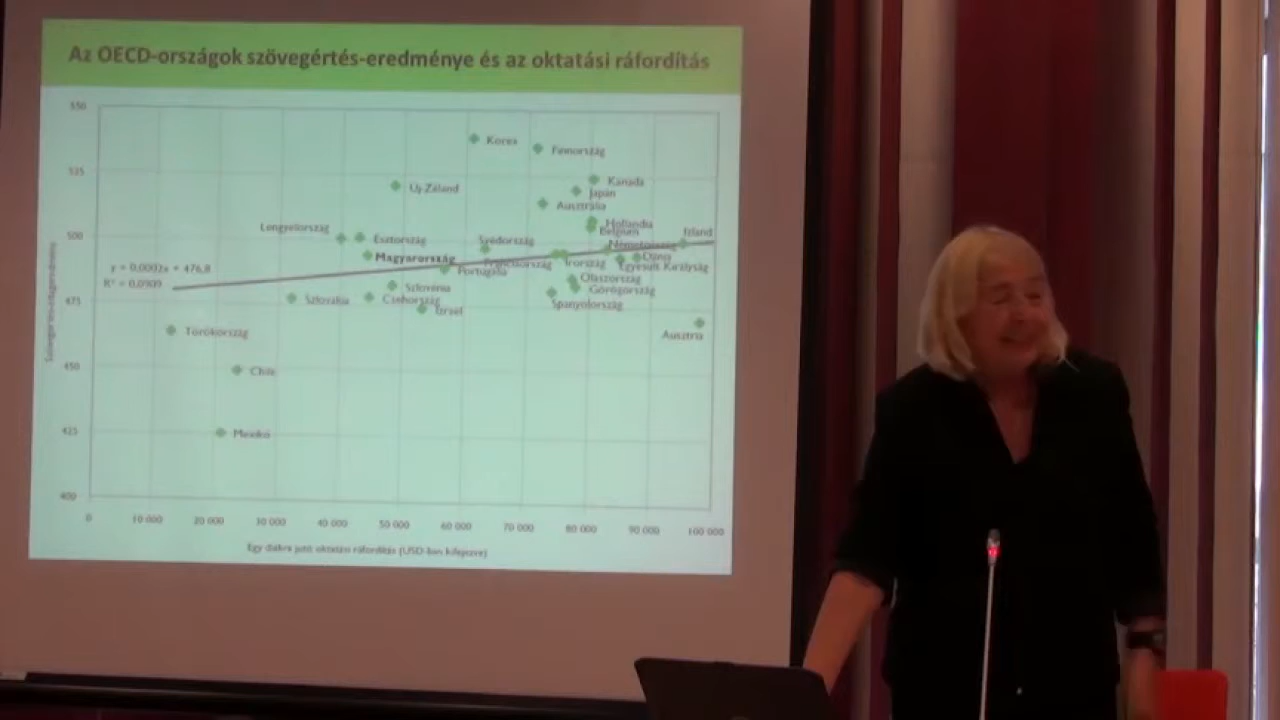 Az OECD-országok szövegértés-eredménye és az oktatási ráfordítás
550
525
500
475
450
425
400
y = 0,0002x + 476,8
R² = 0,0909
Korea
Finnország
Kanada
Japán
Új-Zéland
Ausztrália
Hollandia
Belgium
Izland
Lengyelország
Észtország
Svédország
Németország
Magyarország
Franciaország
Írország
Egyesült Királyság
Portugália
Olaszország
Szlovénia
Görögország
Szlovákia
Csehország
Spanyolország
Izrael
Törökország
Ausztria
Chile
Mexikó
0 10 000 20 000 30 000 40 000 50 000 60 000 70 000 80 000 90 000 100 000
Egy diákra jutó oktatási ráfordítás (USD-ban kifejezve)